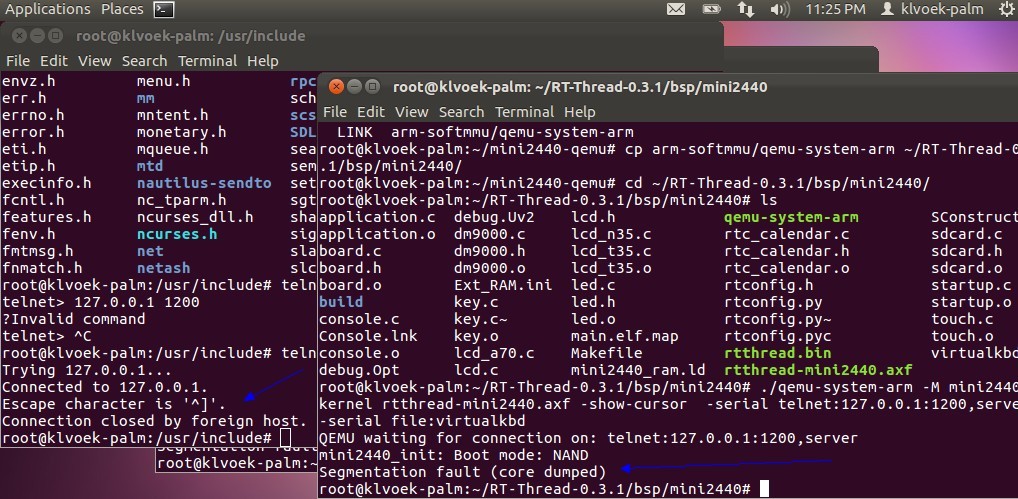 Applications Places 11:25 PM klvoek-palm
root@klvoek-palm: /usr/include
File Edit View Search Terminal Help
envz.h menu.h rpc
err.h mm sch
errno.h mntent.h scs
error.h monetary.h SDL
eti.h mqueue.h sea
etip.h mtd sem
execinfo.h nautilus-sendto set
fcntl.h nc_tparm.h sgt
features.h ncurses_dll.h sha
fenv.h ncurses.h sig
fmtmsg.h net sla
fnmatch.h netash slc
root@klvoek-palm:/usr/include# teln
telnet> 127.0.0.1 1200
?Invalid command
telnet> ^C
root@klvoek-palm:/usr/include# teln
Trying 127.0.0.1...
Connected to 127.0.0.1.
Escape character is '^]'.
Connection closed by foreign host.
root@klvoek-palm:/usr/include#
root@klvoek-palm:~
root@klvoek-palm: ~/RT-Thread-0.3.1/bsp/mini2440
File Edit View Search Terminal Help
LINK arm-softmmu/qemu-system-arm
root@klvoek-palm:~/mini2440-qemu# cp arm-softmmu/qemu-system-arm ~/RT-Thread-0
.1/bsp/mini2440/
root@klvoek-palm:~/mini2440-qemu# cd ~/RT-Thread-0.3.1/bsp/mini2440/
root@klvoek-palm:~/RT-Thread-0.3.1/bsp/mini2440# ls
application.c debug.Uv2 lcd.h qemu-system-arm SConstruct
application.o dm9000.c lcd_n35.c rtc_calendar.c sdcard.c
board.c dm9000.h lcd_t35.c rtc_calendar.h sdcard.h
board.h dm9000.o lcd_t35.o rtc_calendar.o sdcard.o
board.o Ext_RAM.ini led.c rtconfig.h startup.c
build key.c led.h rtconfig.py startup.o
console.c key.c~ led.o rtconfig.py~ touch.c
Console.lnk key.o main.elf.map rtconfig.pyc touch.o
console.o lcd_a70.c Makefile rtthread.bin virtualkbd
debug.Opt lcd.c mini2440_ram.ld rtthread-mini2440.axf
root@klvoek-palm:~/RT-Thread-0.3.1/bsp/mini2440# ./qemu-system-arm -M mini2440
kernel rtthread-mini2440.axf -show-cursor -serial telnet:127.0.0.1:1200,serve
-serial file:virtualkbd
QEMU waiting for connection on: telnet:127.0.0.1:1200,server
mini2440_init: Boot mode: NAND
Segmentation fault (core dumped)
root@klvoek-palm:~/RT-Thread-0.3.1/bsp/mini2440#